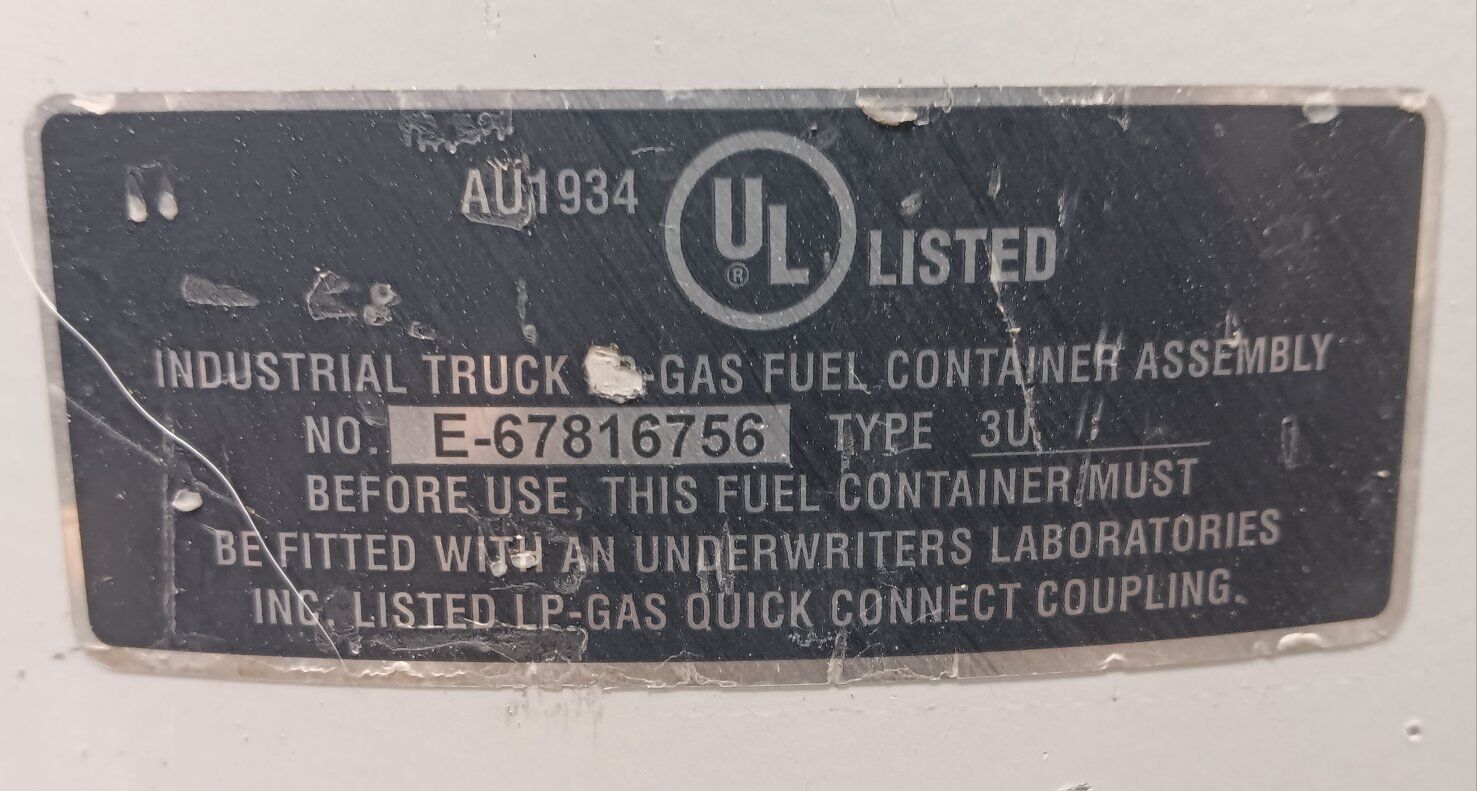 AU1934 UL® LISTED
INDUSTRIAL TRUCK -GAS FUEL CONTAINER ASSEMBLY
NO. E-67816756 TYPE 3U
BEFORE USE, THIS FUEL CONTAINER MUST
BE FITTED WITH AN UNDERWRITERS LABORATORIES
INC. LISTED LP-GAS QUICK CONNECT COUPLING.